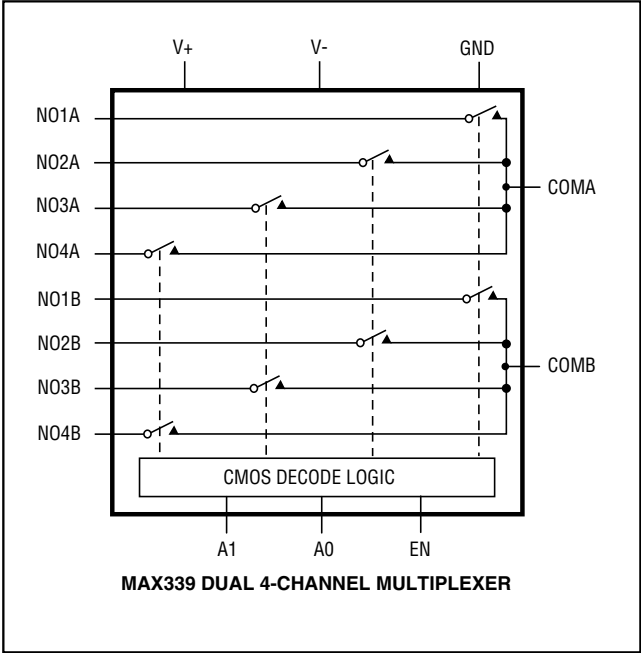 V+ V- GND
NO1A
NO2A
COMA
NO3A
NO4A
NO1B
NO2B
COMB
NO3B
NO4B
CMOS DECODE LOGIC
A1 A0 EN
MAX339 DUAL 4-CHANNEL MULTIPLEXER